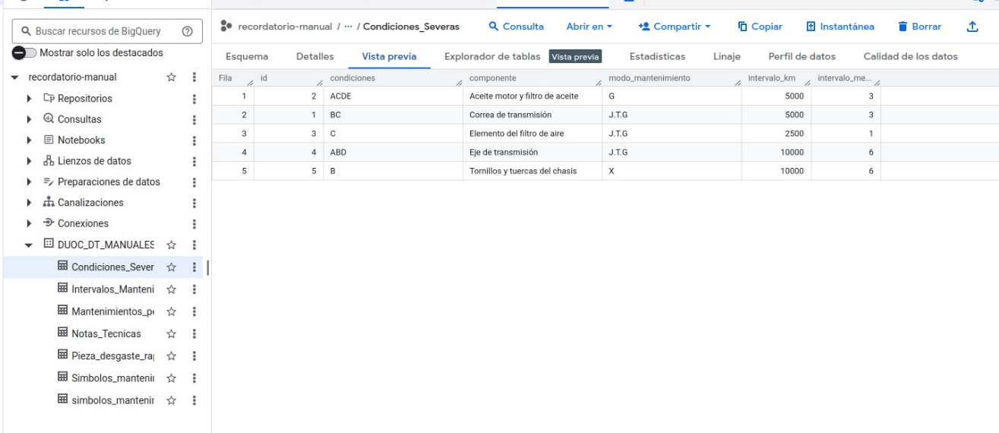 recordatorio-manual / ··· / Condiciones_Severas Consulta Abrir en Compartir Copiar Instantánea Borrar
Buscar recursos de BigQuery
Mostrar solo los destacados
recordatorio-manual
Repositorios
Consultas
Notebooks
Lienzos de datos
Preparaciones de datos
Canalizaciones
Conexiones
DUOC_DT_MANUALES
Condiciones_Sever
Intervalos_Manteni
Mantenimientos_pe
Notas_Tecnicas
Pieza_desgaste_ra
Simbolos_mantenir
simbolos_mantenir
Esquema Detalles Vista previa Explorador de tablas Vista previa Estadísticas Linaje Perfil de datos Calidad de los datos
Fila id condiciones componente modo_mantenimiento intervalo_km intervalo_me...
1 2 ACDE Aceite motor y filtro de aceite G 5000 3
2 1 BC Correa de transmisión J.T.G 5000 3
3 3 C Elemento del filtro de aire J.T.G 2500 1
4 4 ABD Eje de transmisión J.T.G 10000 6
5 5 B Tornillos y tuercas del chasis X 10000 6